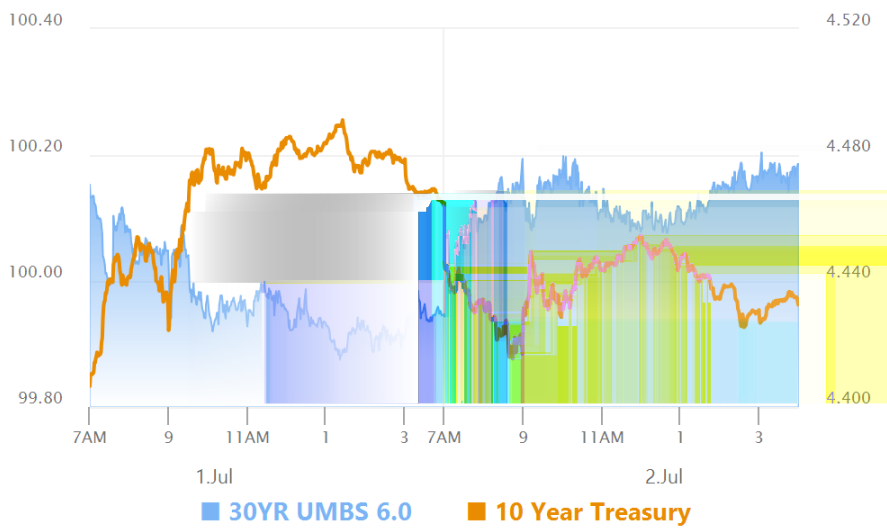 100.40 4.520
100.20 4.480
100.00 4.440
99.80 4.400
7AM 9 11AM 1 3 7AM 9 11AM 1 3
1.Jul 2.Jul
30YR UMBS 6.0 10 Year Treasury